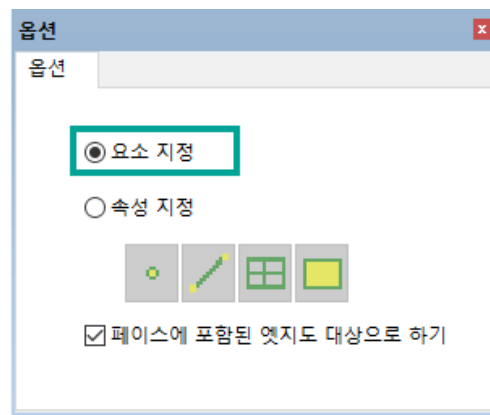 옵션
옵션
요소 지정
속성 지정
페이스에 포함된 엣지도 대상으로 하기